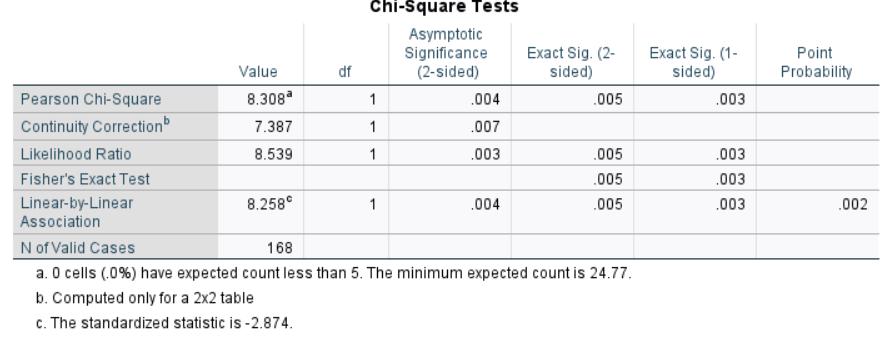 Chi-Square Tests
Value df Asymptotic Significance (2-sided) Exact Sig. (2-sided) Exact Sig. (1-sided) Point Probability
Pearson Chi-Square 8.308a 1 .004 .005 .003
Continuity Correctionb 7.387 1 .007
Likelihood Ratio 8.539 1 .003 .005 .003
Fisher's Exact Test .005 .003
Linear-by-Linear Association 8.258c 1 .004 .005 .003 .002
N of Valid Cases 168
a. 0 cells (.0%) have expected count less than 5. The minimum expected count is 24.77.
b. Computed only for a 2x2 table
c. The standardized statistic is -2.874.